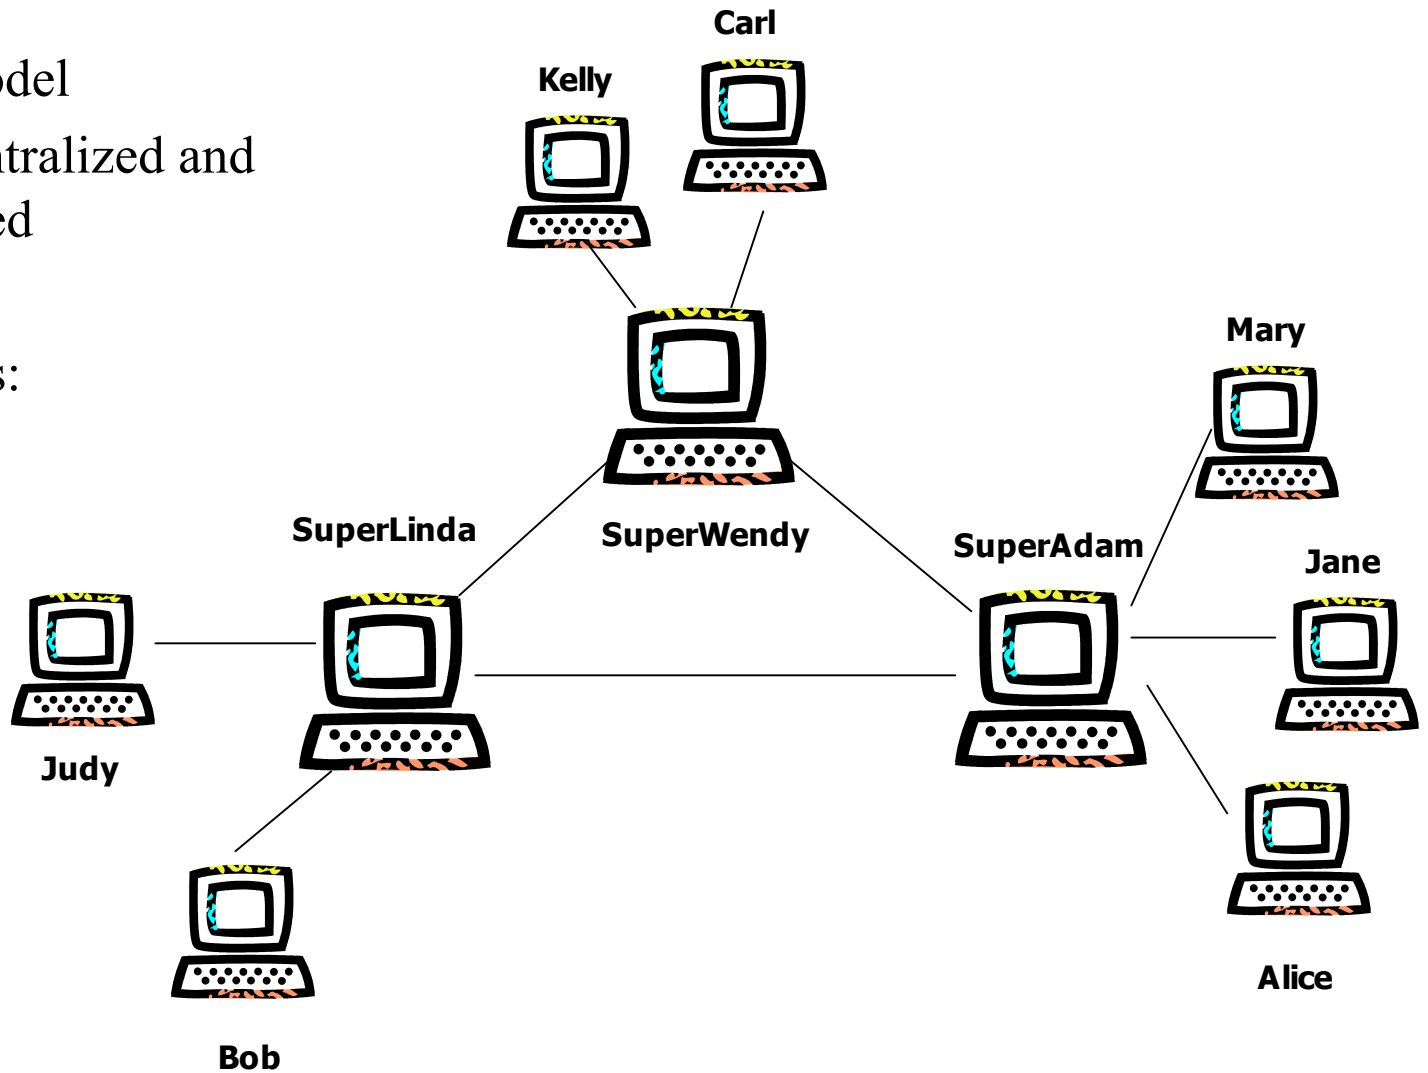 odel
ntralized and
ed
s:
Carl
Kelly
Mary
SuperLinda
SuperWendy
SuperAdam
Jane
Judy
Alice
Bob